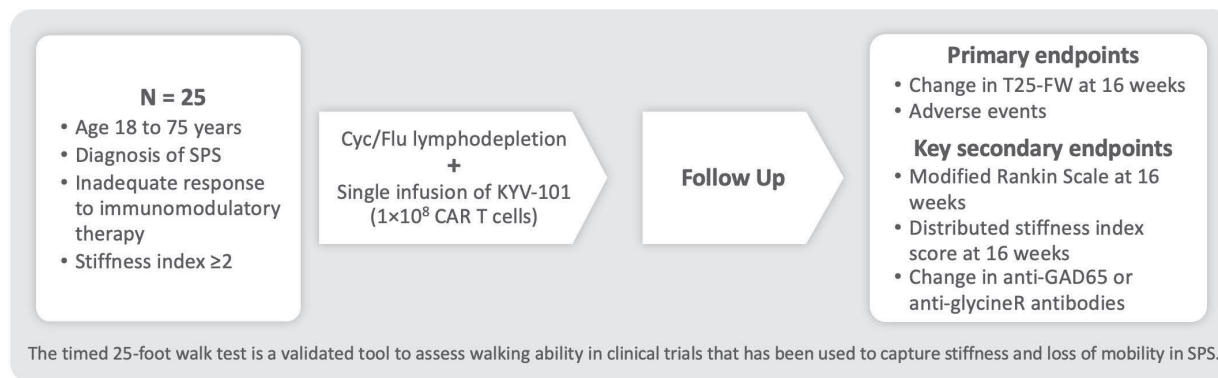 N = 25
• Age 18 to 75 years
• Diagnosis of SPS
• Inadequate response
to immunomodulatory
therapy
• Stiffness index ≥2
Cyc/Flu lymphodepletion
+
Single infusion of KYV-101
(1×10⁸ CAR T cells)
Follow Up
Primary endpoints
• Change in T25-FW at 16 weeks
• Adverse events
Key secondary endpoints
• Modified Rankin Scale at 16
weeks
• Distributed stiffness index
score at 16 weeks
• Change in anti-GAD65 or
anti-glycineR antibodies
The timed 25-foot walk test is a validated tool to assess walking ability in clinical trials that has been used to capture stiffness and loss of mobility in SPS.